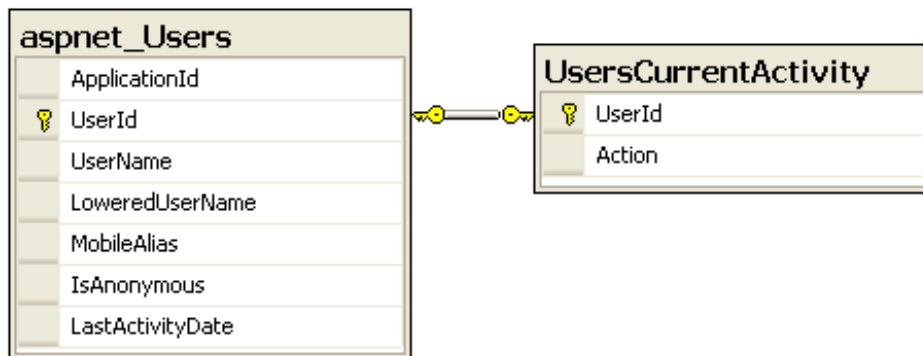 aspnet_Users
ApplicationId
UserId
UserName
LoweredUserName
MobileAlias
IsAnonymous
LastActivityDate
UsersCurrentActivity
UserId
Action